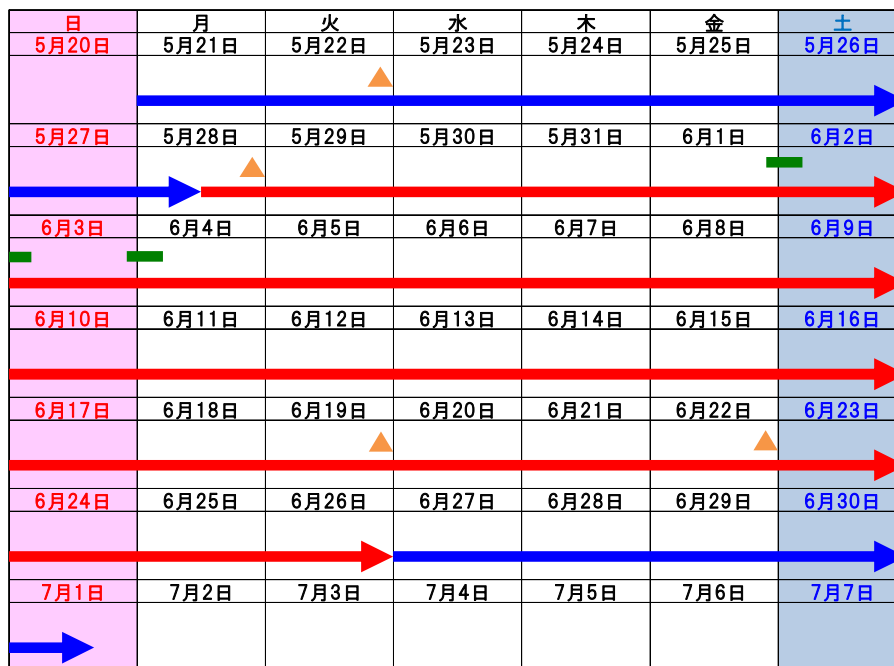 日 月 火 水 木 金 土
5月20日 5月21日 5月22日 5月23日 5月24日 5月25日 5月26日
5月27日 5月28日 5月29日 5月30日 5月31日 6月1日 6月2日
6月3日 6月4日 6月5日 6月6日 6月7日 6月8日 6月9日
6月10日 6月11日 6月12日 6月13日 6月14日 6月15日 6月16日
6月17日 6月18日 6月19日 6月20日 6月21日 6月22日 6月23日
6月24日 6月25日 6月26日 6月27日 6月28日 6月29日 6月30日
7月1日 7月2日 7月3日 7月4日 7月5日 7月6日 7月7日